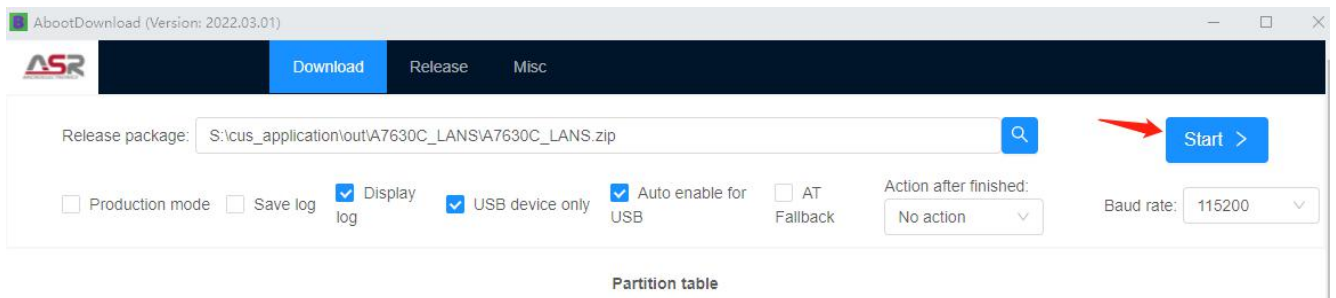 B AbootDownload (Version: 2022.03.01)
ASR Download Release Misc
Release package: S:\cus_application\out\A7630C_LANS\A7630C_LANS.zip Start >
Production mode Save log Display log USB device only Auto enable for USB AT Fallback Action after finished: No action Baud rate: 115200
Partition table